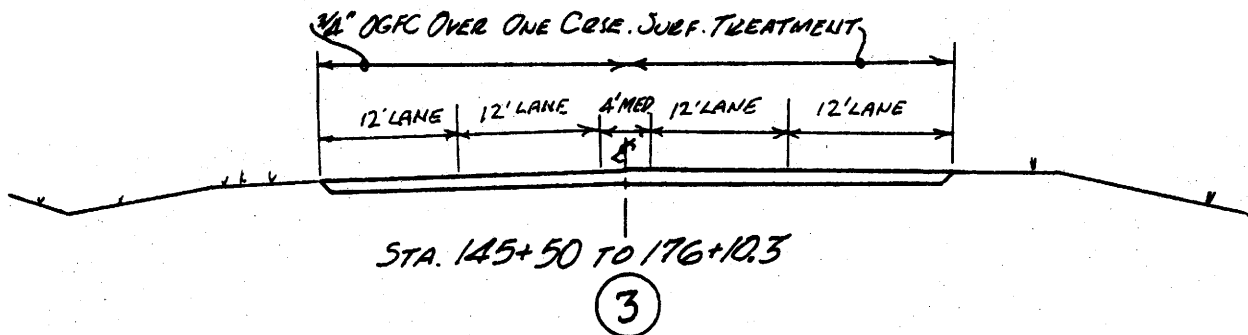 3/4" OGFC OVER ONE CRSE. SURF. TREATMENT
12' LANE 12' LANE 4' MED 12' LANE 12' LANE
STA. 145+50 TO 176+10.3
3